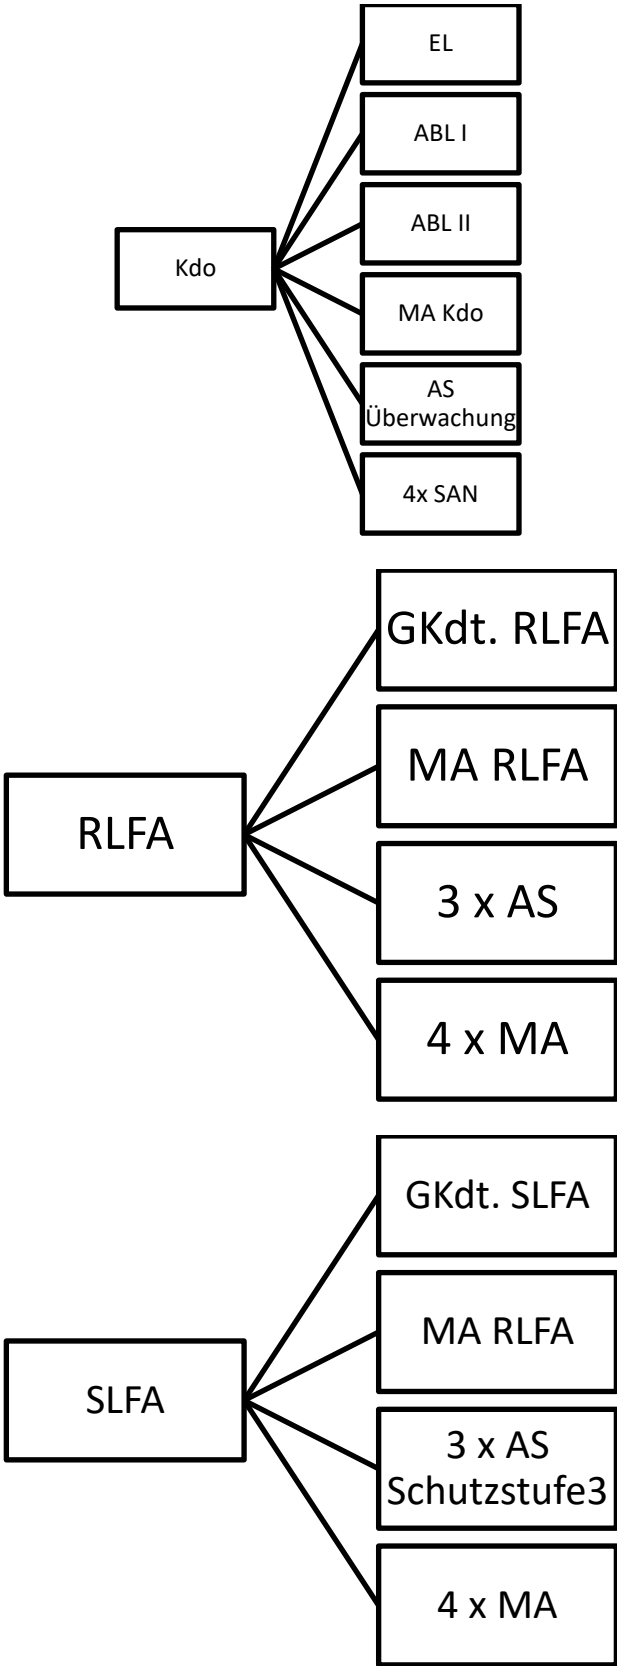 EL
ABL I
ABL II
Kdo
MA Kdo
AS
Überwachung
4x SAN
GKdt. RLFA
MA RLFA
RLFA
3 x AS
4 x MA
GKdt. SLFA
MA RLFA
SLFA
3 x AS
Schutzstufe3
4 x MA